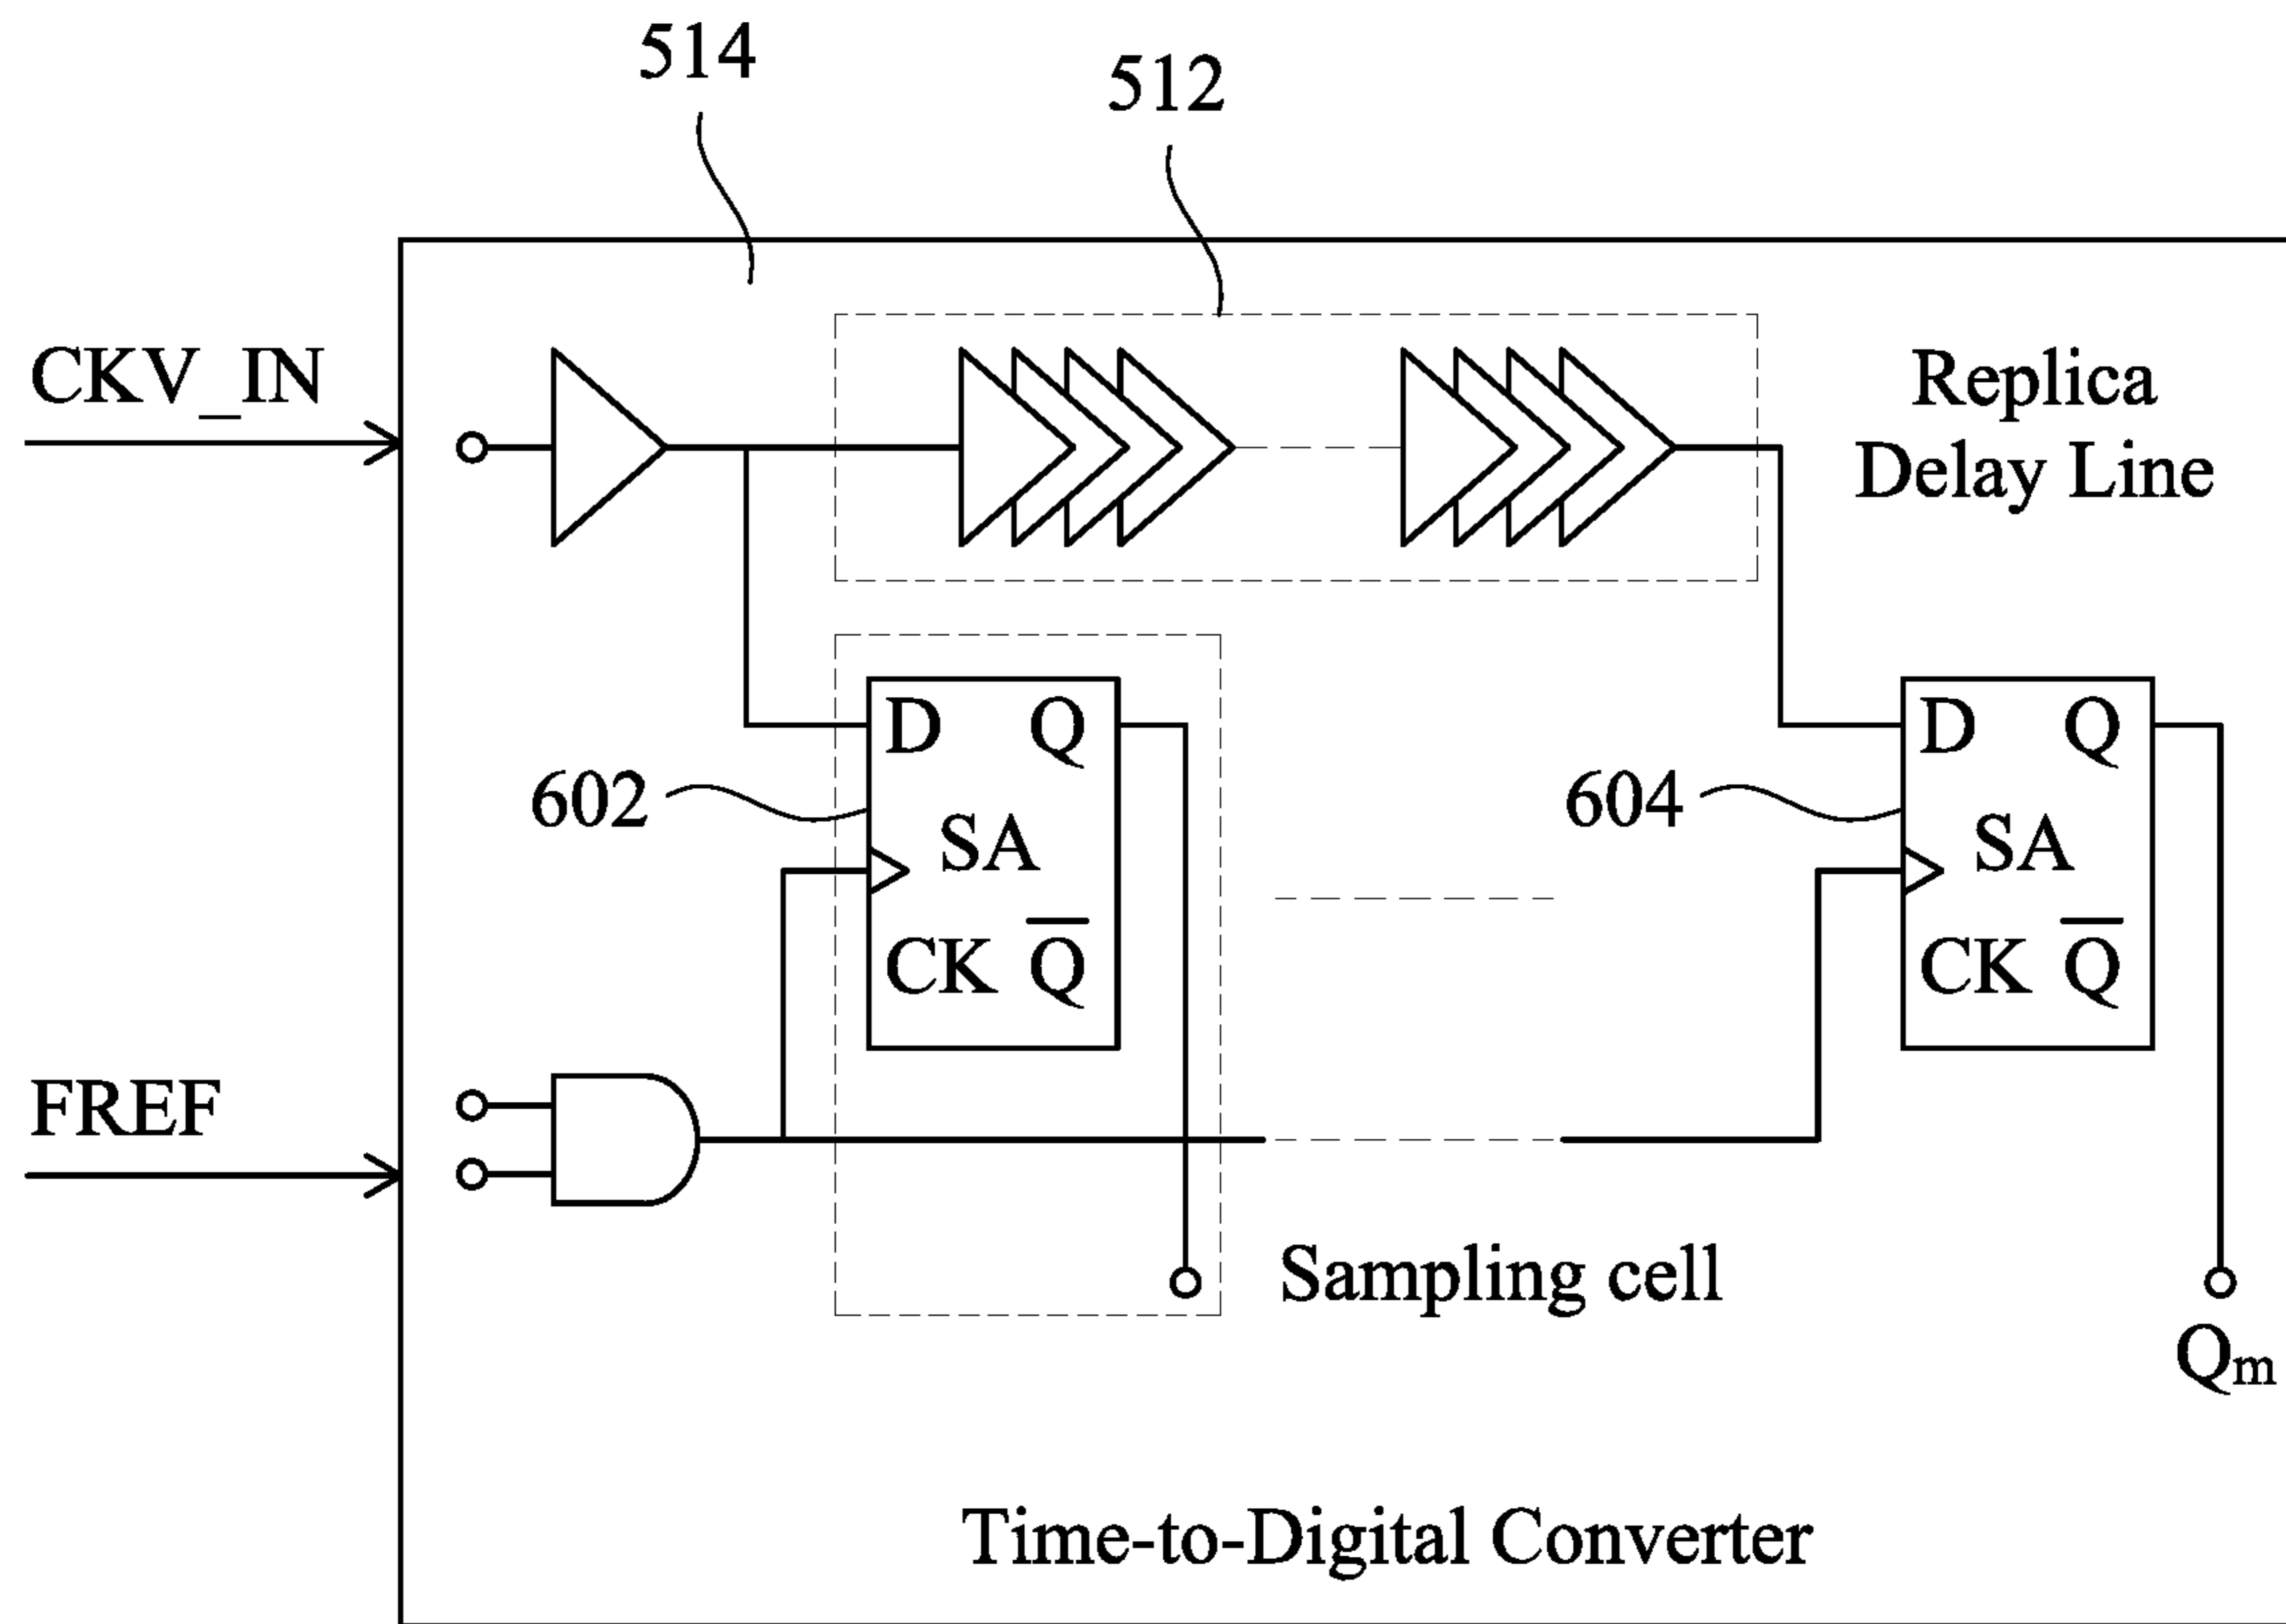 514
512
CKV_IN
Replica
Delay Line
D Q
602
SA
CK Q̅
604
D Q
SA
CK Q̅
FREF
Sampling cell
Qm
Time-to-Digital Converter